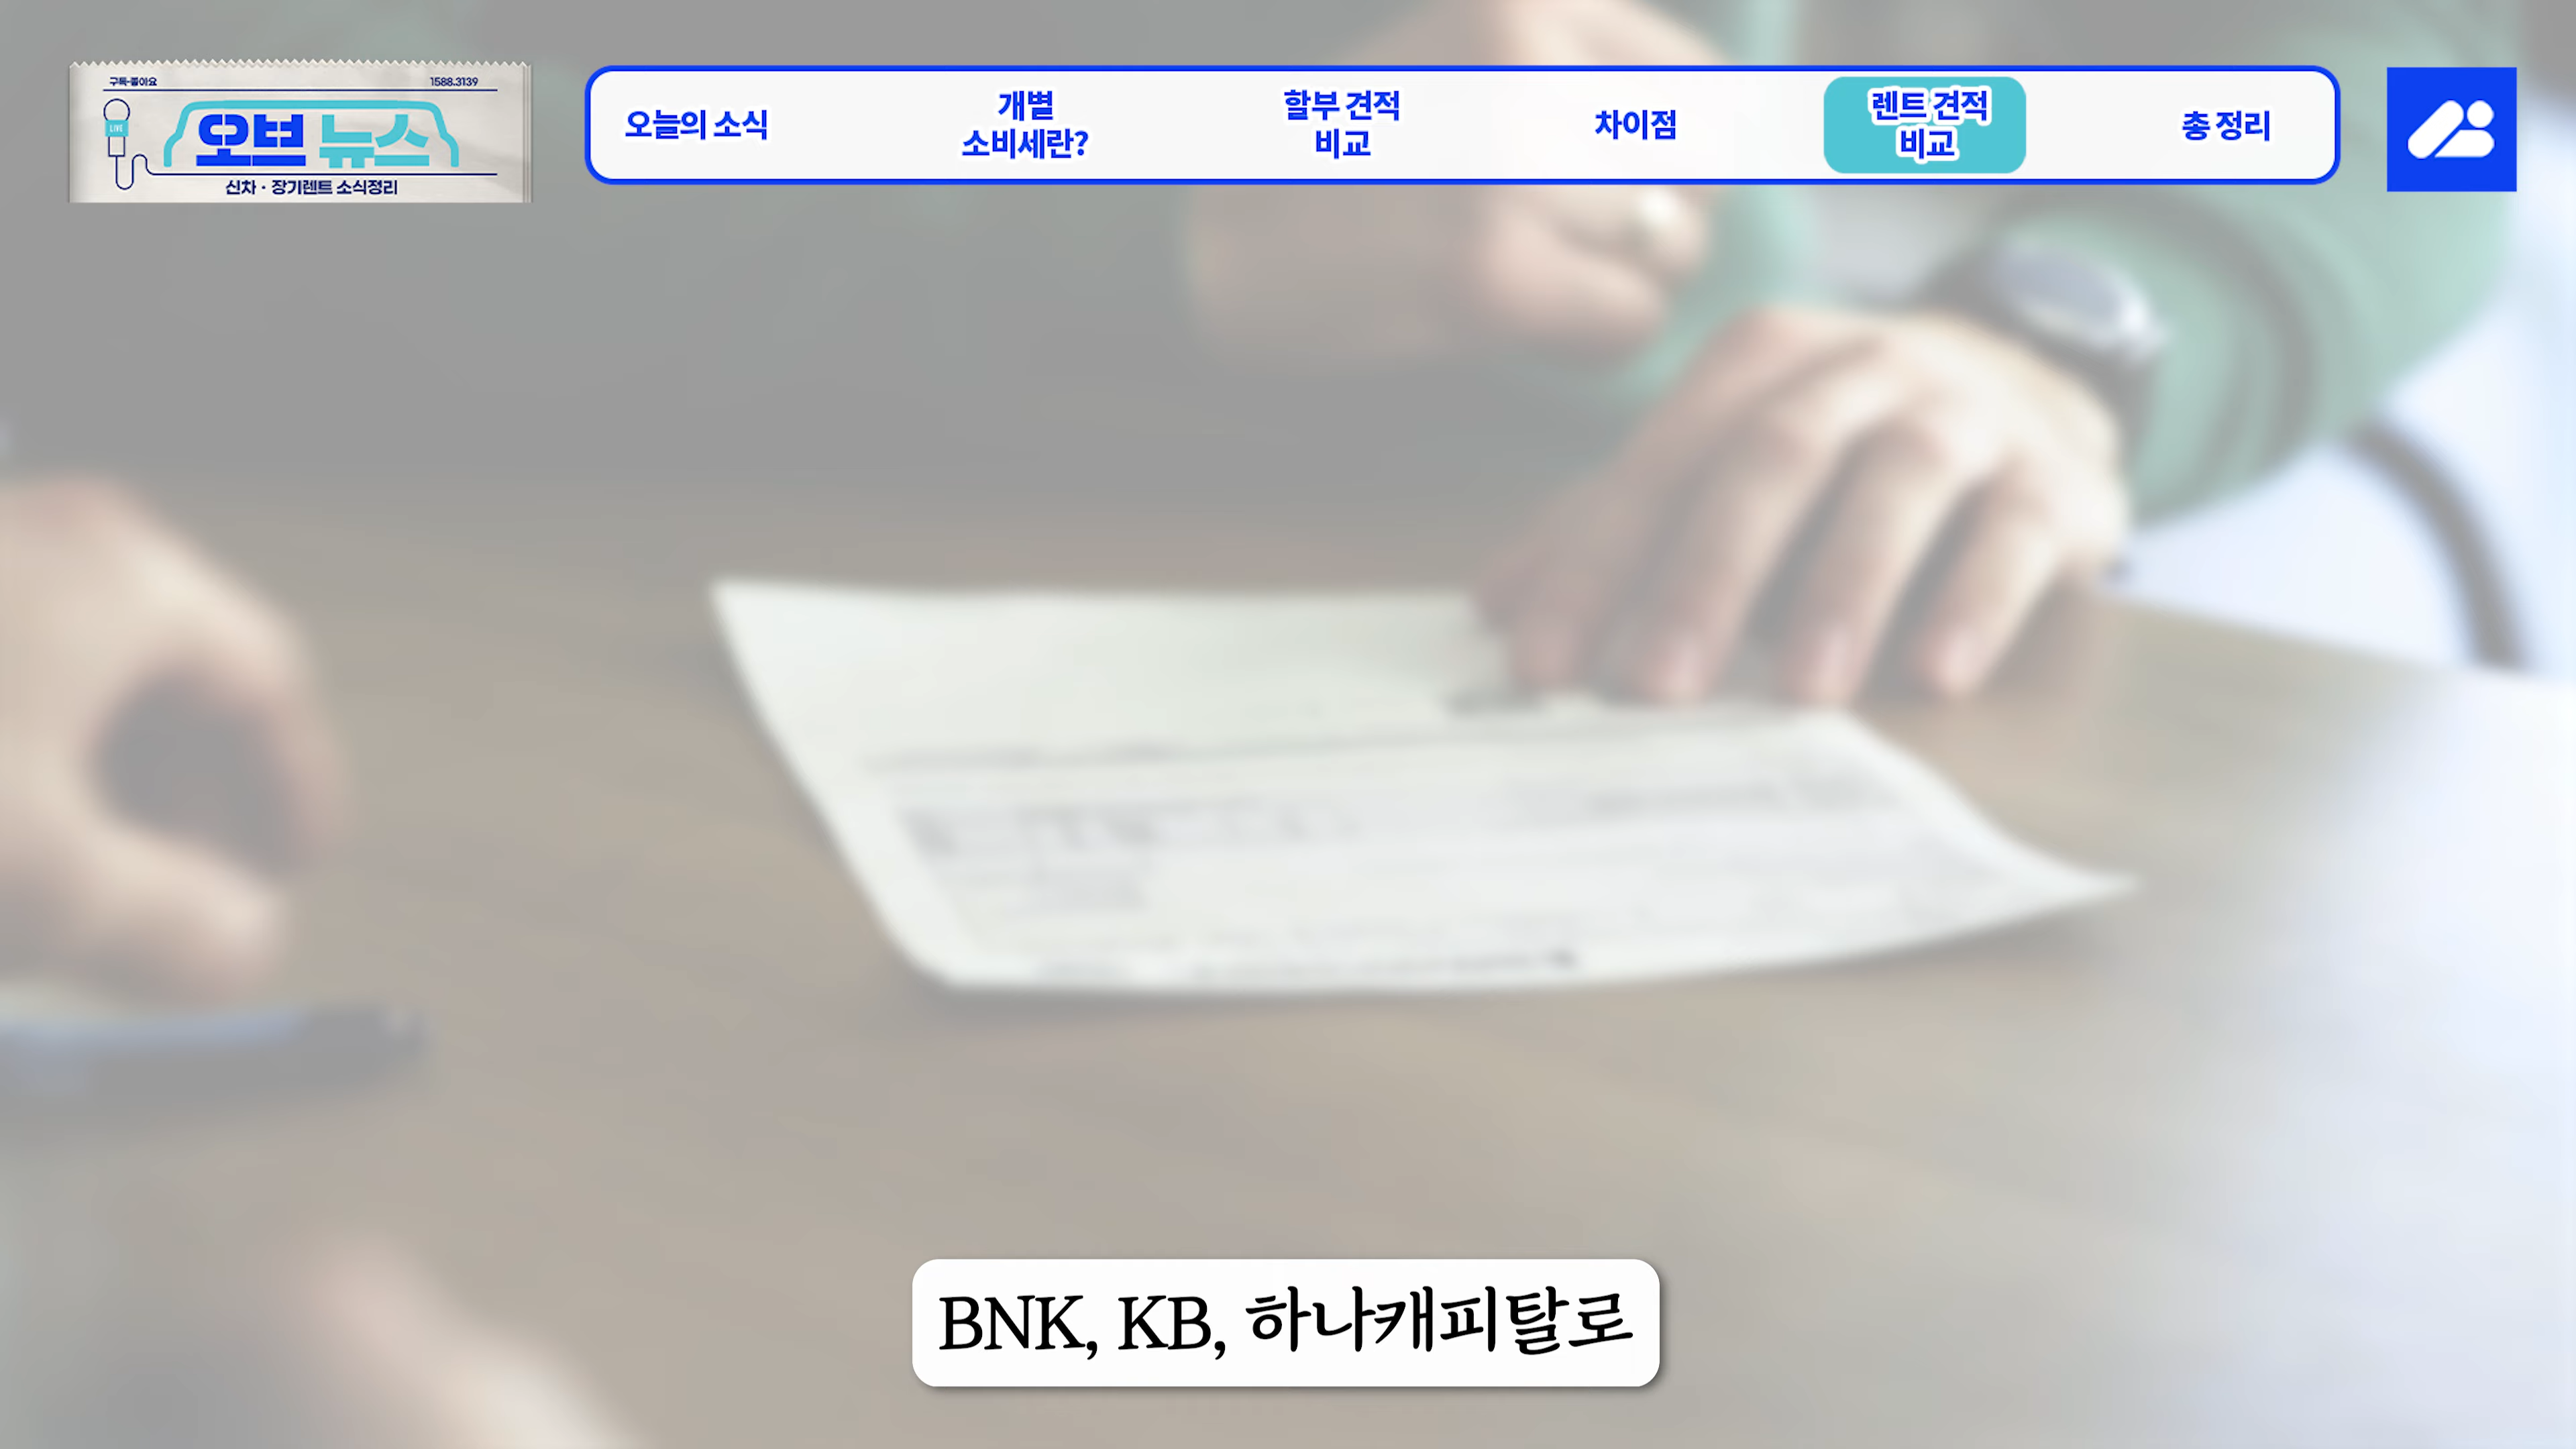 구독·좋아요
1588.3139
LIVE
오브 뉴스
신차 · 장기렌트 소식정리
오늘의 소식
개별
소비세란?
할부 견적
비교
차이점
렌트 견적
비교
총 정리
BNK, KB, 하나캐피탈로